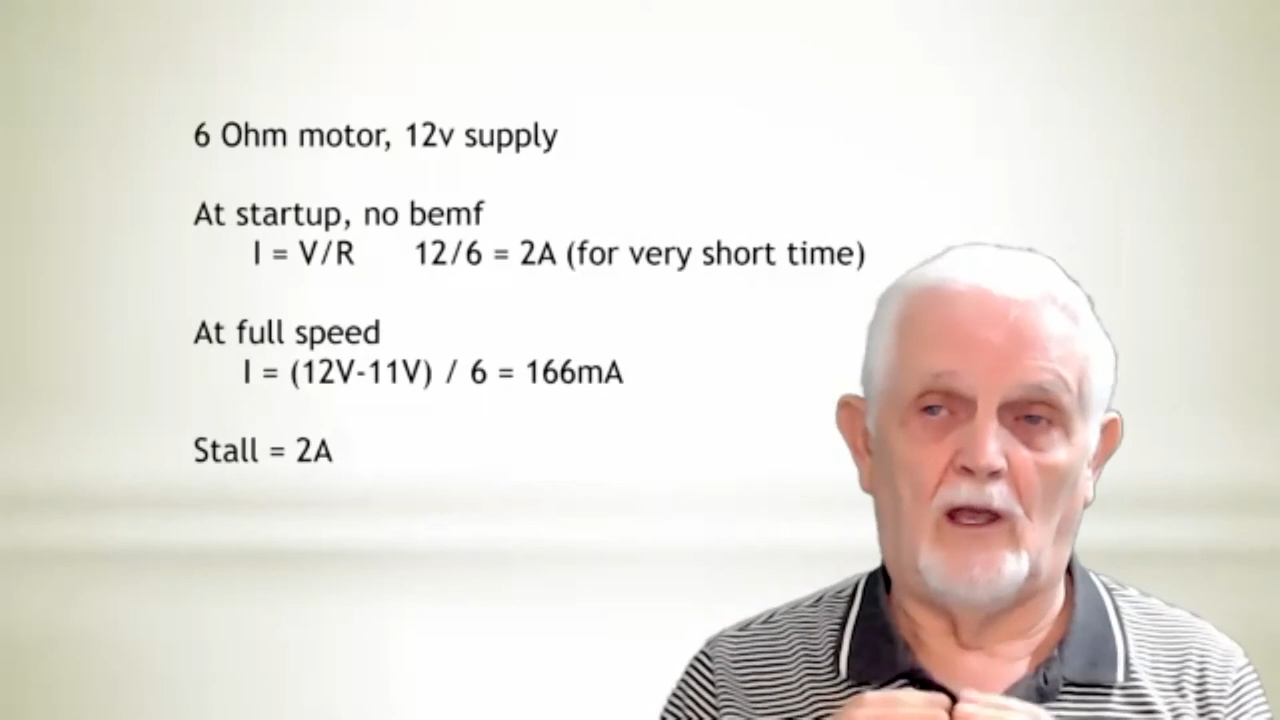 6 Ohm motor, 12v supply
At startup, no bemf
I = V/R 12/6 = 2A (for very short time)
At full speed
I = (12V-11V) / 6 = 166mA
Stall = 2A